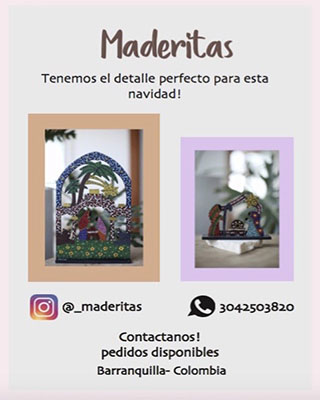 Maderitas
Tenemos el detalle perfecto para esta
navidad!
@_maderitas
3042503820
Contactanos!
pedidos disponibles
Barranquilla- Colombia